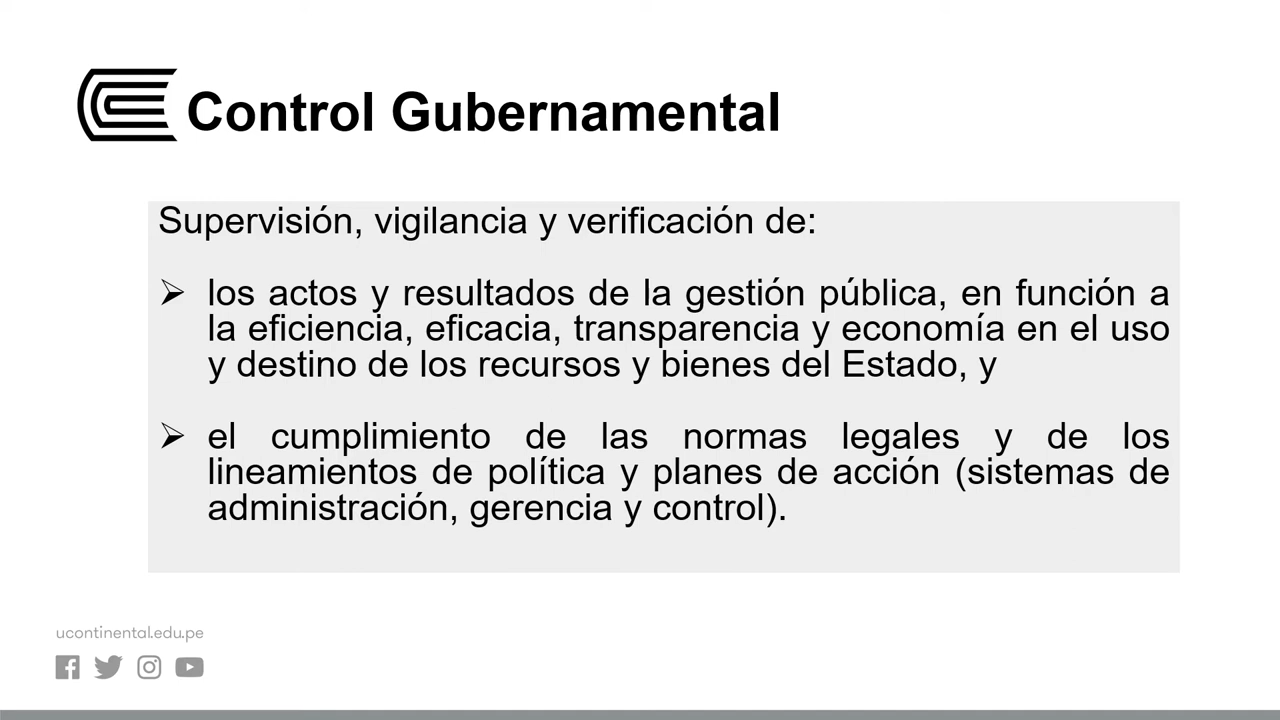 Control Gubernamental
Supervisión, vigilancia y verificación de:
➢ los actos y resultados de la gestión pública, en función a
la eficiencia, eficacia, transparencia y economía en el uso
y destino de los recursos y bienes del Estado, y
➢ el cumplimiento de las normas legales y de los
lineamientos de política y planes de acción (sistemas de
administración, gerencia y control).
ucontinental.edu.pe